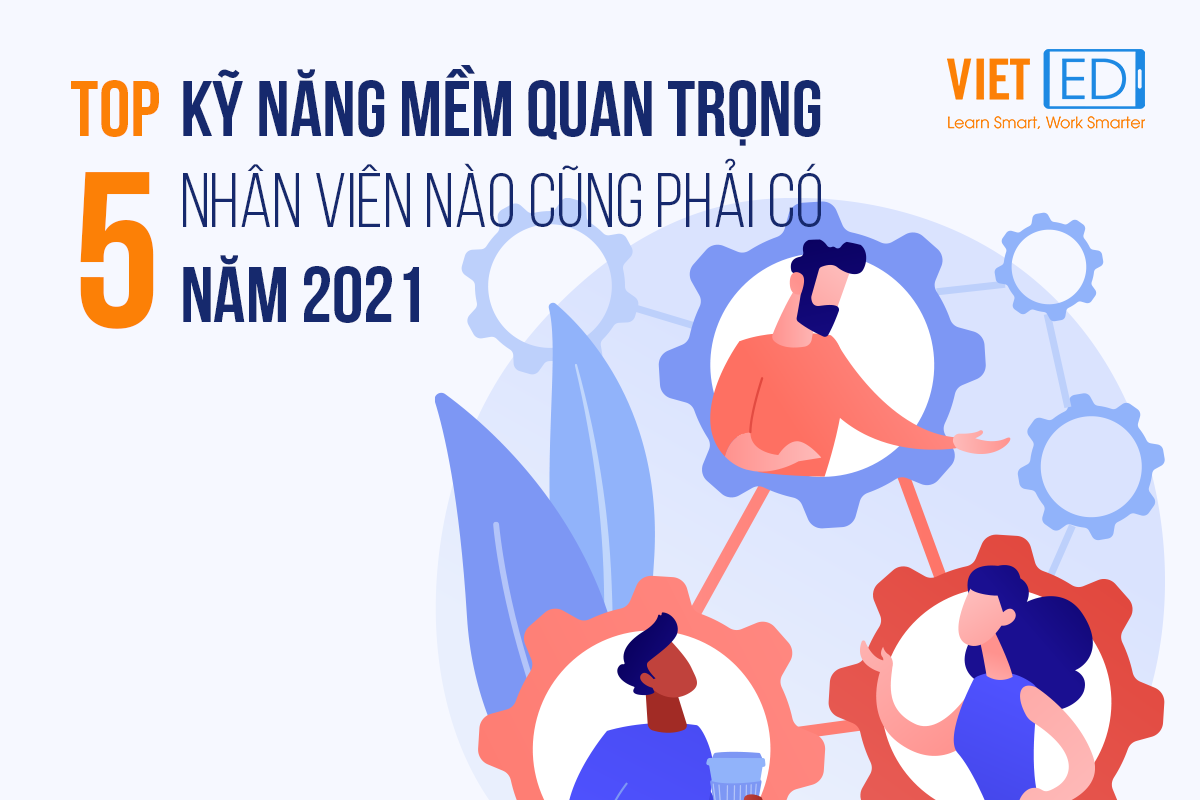 TOP KỸ NĂNG MỀM QUAN TRỌNG
5 NHÂN VIÊN NÀO CŨNG PHẢI CÓ
NĂM 2021
VIET ED
Learn Smart, Work Smarter